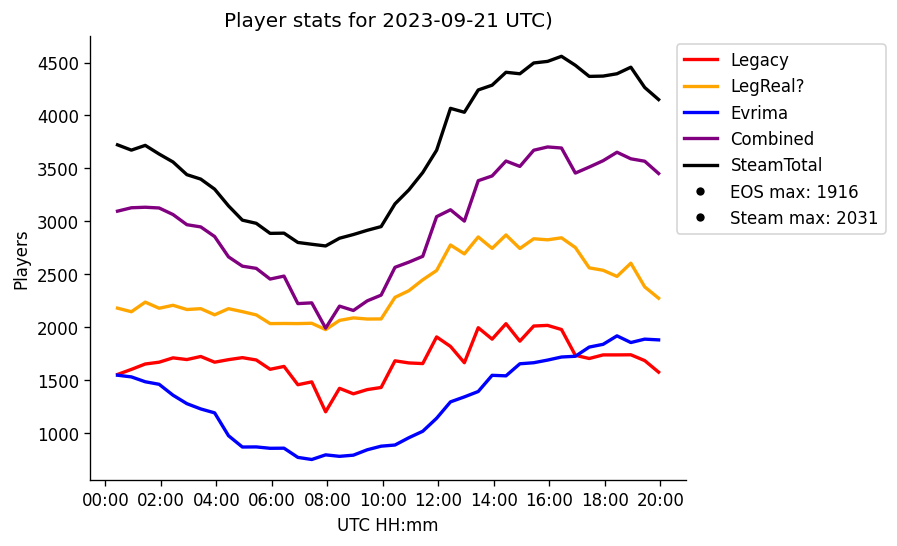 Player stats for 2023-09-21 UTC)
Players
4500
4000
3500
3000
2500
2000
1500
1000
00:00 02:00 04:00 06:00 08:00 10:00 12:00 14:00 16:00 18:00 20:00
UTC HH:mm
Legacy
LegReal?
Evrima
Combined
SteamTotal
EOS max: 1916
Steam max: 2031